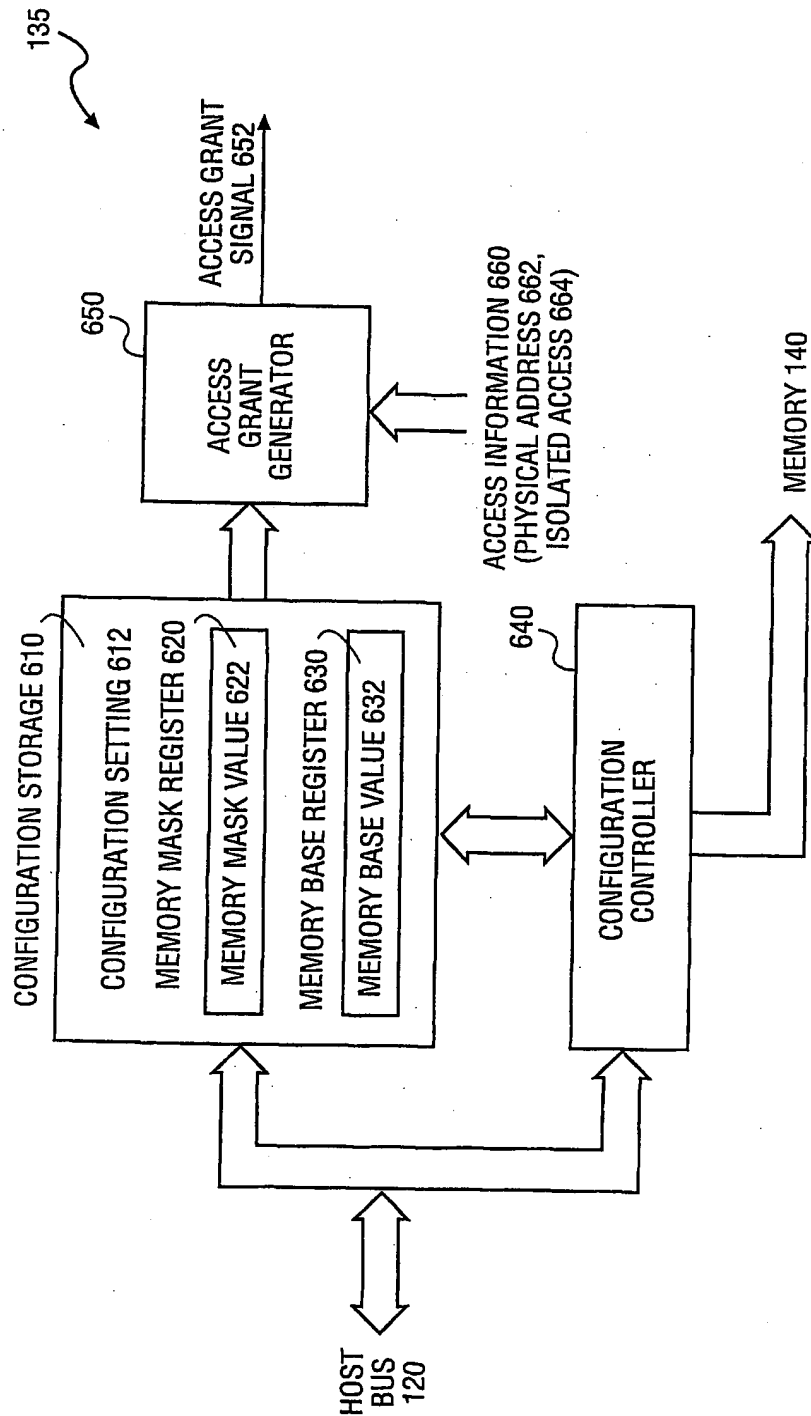 135
CONFIGURATION STORAGE 610
CONFIGURATION SETTING 612
MEMORY MASK REGISTER 620
MEMORY MASK VALUE 622
MEMORY BASE REGISTER 630
MEMORY BASE VALUE 632
650
ACCESS
GRANT
GENERATOR
ACCESS GRANT
SIGNAL 652
ACCESS INFORMATION 660
(PHYSICAL ADDRESS 662,
ISOLATED ACCESS 664)
HOST
BUS
120
640
CONFIGURATION
CONTROLLER
MEMORY 140